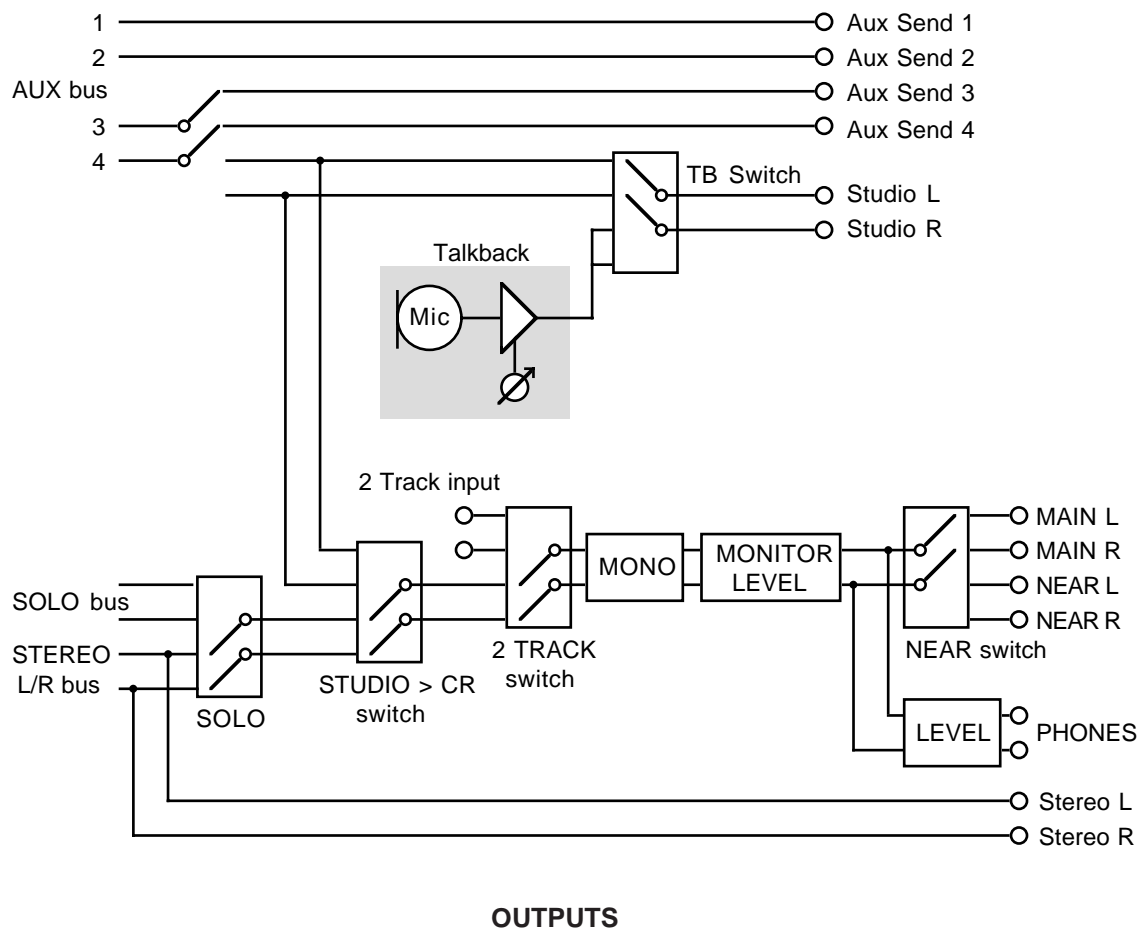 1
Aux Send 1
2
Aux Send 2
AUX bus
Aux Send 3
3
Aux Send 4
4
TB Switch
Studio L
Studio R
Talkback
Mic
2 Track input
MAIN L
MONO
MONITOR
LEVEL
MAIN R
NEAR L
SOLO bus
NEAR R
STEREO
L/R bus
2 TRACK
switch
NEAR switch
STUDIO > CR
switch
SOLO
LEVEL
PHONES
Stereo L
Stereo R
OUTPUTS